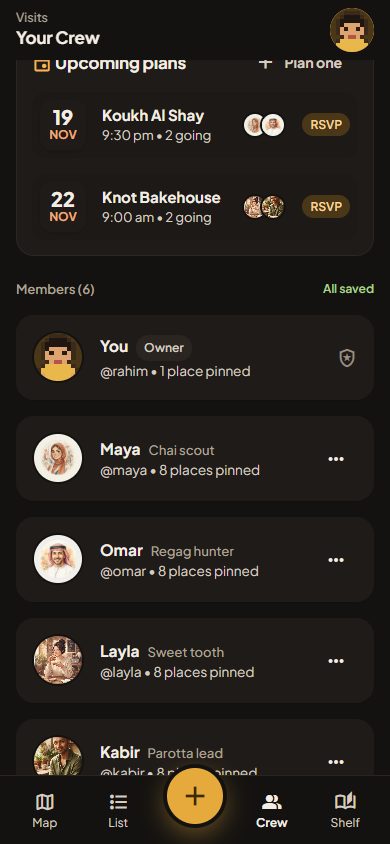 Visits
Your Crew
Upcoming plans
Plan one
19
NOV
Koukh Al Shay
9:30 pm • 2 going
RSVP
22
NOV
Knot Bakehouse
9:00 am • 2 going
RSVP
Members (6)
All saved
You Owner
@rahim • 1 place pinned
Maya Chai scout
@maya • 8 places pinned
Omar Regag hunter
@omar • 8 places pinned
Layla Sweet tooth
@layla • 8 places pinned
Kabir Parotta lead
@kabir • 8 places pinned
Map
List
Crew
Shelf